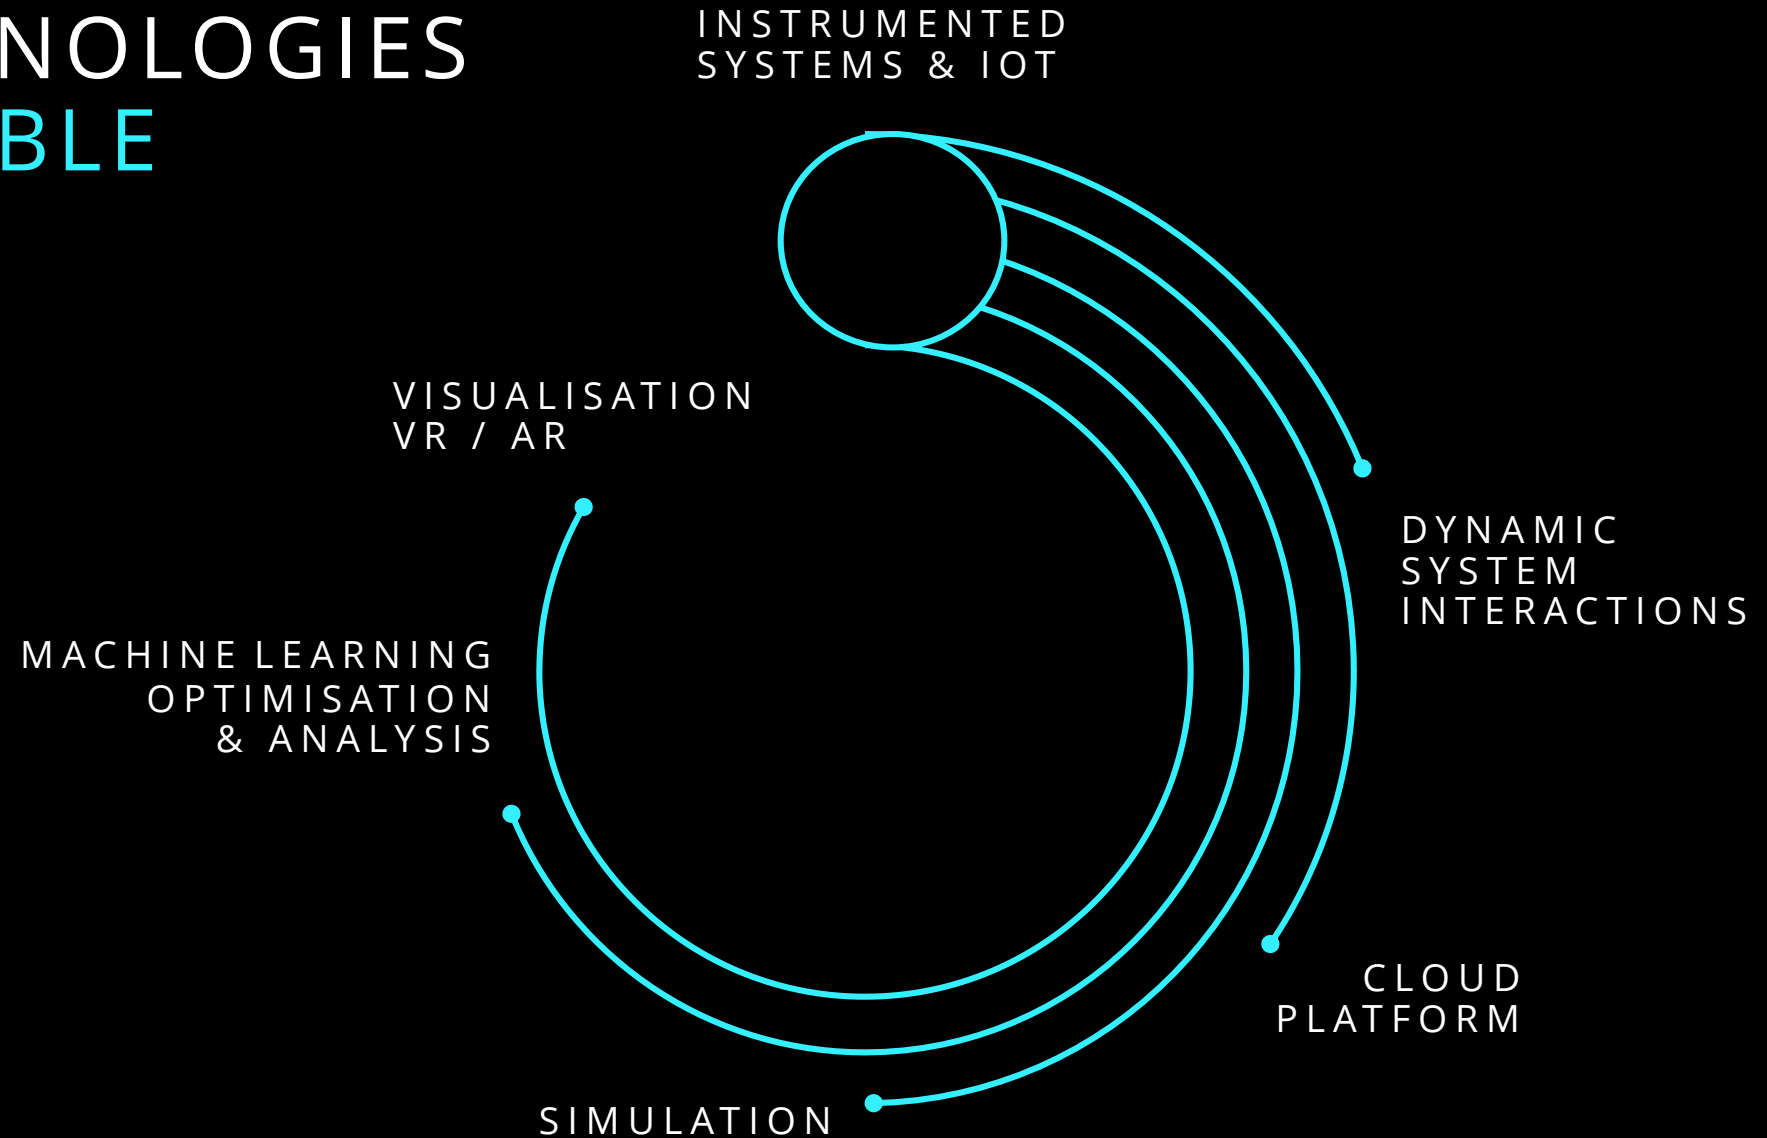 NOLOGIES
BLE
INSTRUMENTED
SYSTEMS & IOT
VISUALISATION
VR / AR
DYNAMIC
SYSTEM
INTERACTIONS
MACHINE LEARNING
OPTIMISATION
& ANALYSIS
CLOUD
PLATFORM
SIMULATION